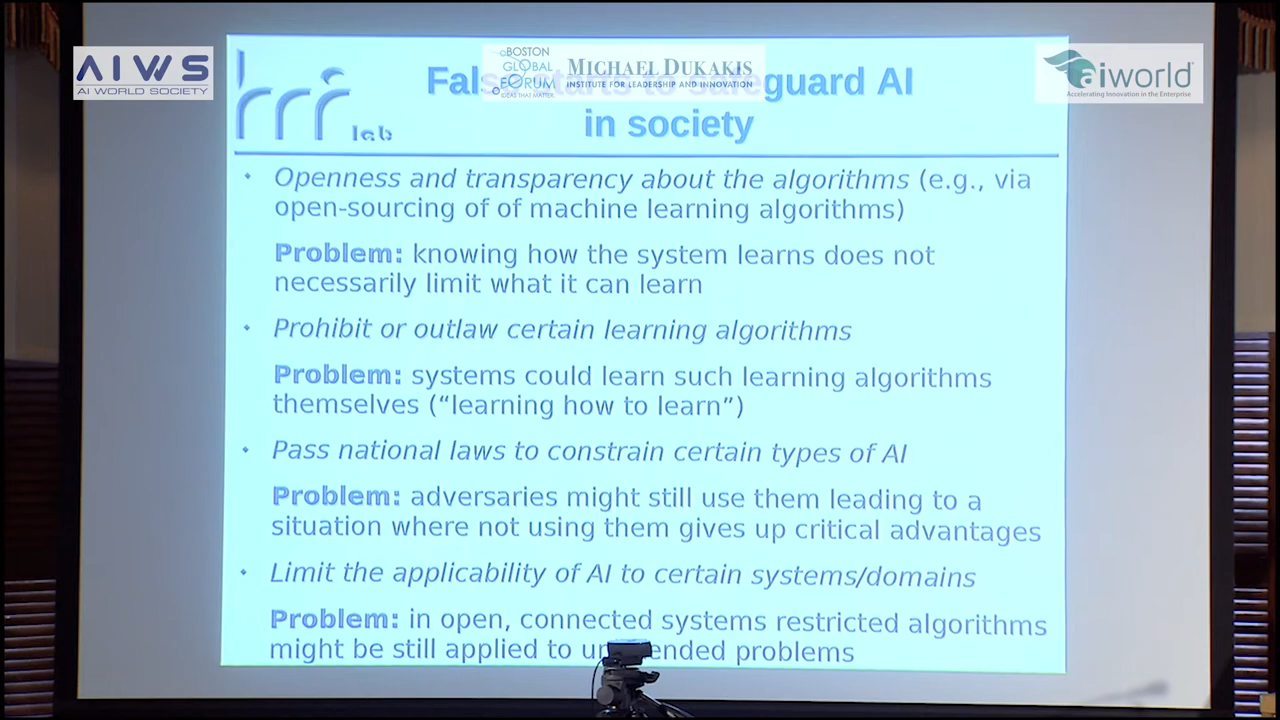 AIWS
AI WORLD SOCIETY
BOSTON
GLOBAL
FORUM
IDEAS THAT MATTER
MICHAEL DUKAKIS
INSTITUTE FOR LEADERSHIP AND INNOVATION
aiworld
Accelerating Innovation in the Enterprise
hri lab
guard AI
in society
• Openness and transparency about the algorithms (e.g., via
open-sourcing of of machine learning algorithms)
Problem: knowing how the system learns does not
necessarily limit what it can learn
• Prohibit or outlaw certain learning algorithms
Problem: systems could learn such learning algorithms
themselves (“learning how to learn”)
• Pass national laws to constrain certain types of AI
Problem: adversaries might still use them leading to a
situation where not using them gives up critical advantages
• Limit the applicability of AI to certain systems/domains
Problem: in open, connected systems restricted algorithms
might be still applied to problems